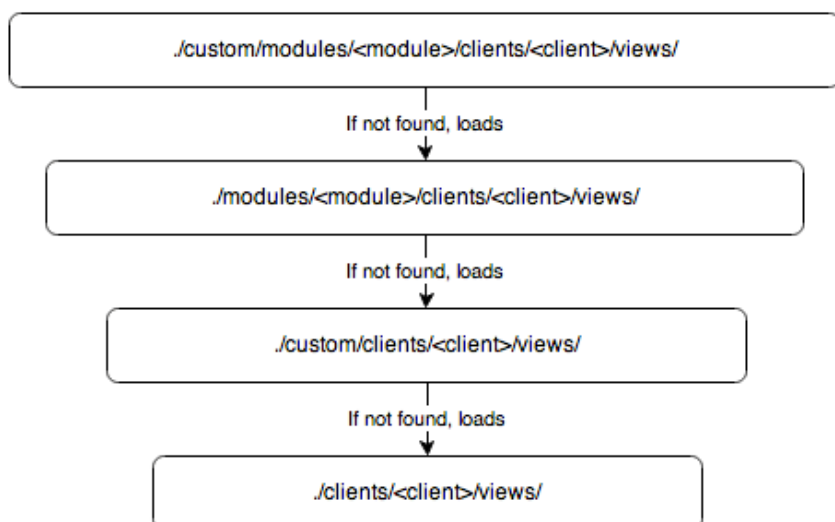 ./custom/modules/<module>/clients/<client>/views/
If not found, loads
./modules/<module>/clients/<client>/views/
If not found, loads
./custom/clients/<client>/views/
If not found, loads
./clients/<client>/views/